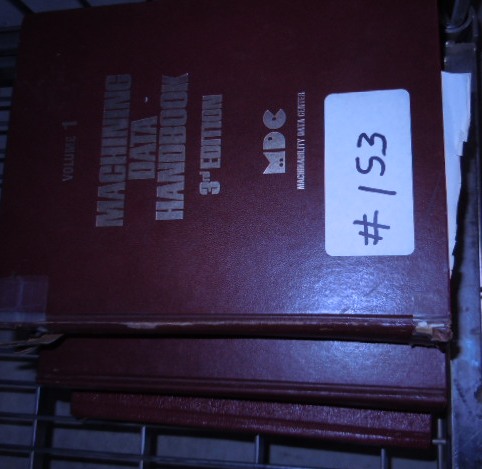 VOLUME 1
MACHINING
DATA
HANDBOOK
3rd EDITION
MDC
MACHINABILITY DATA CENTER
# 153